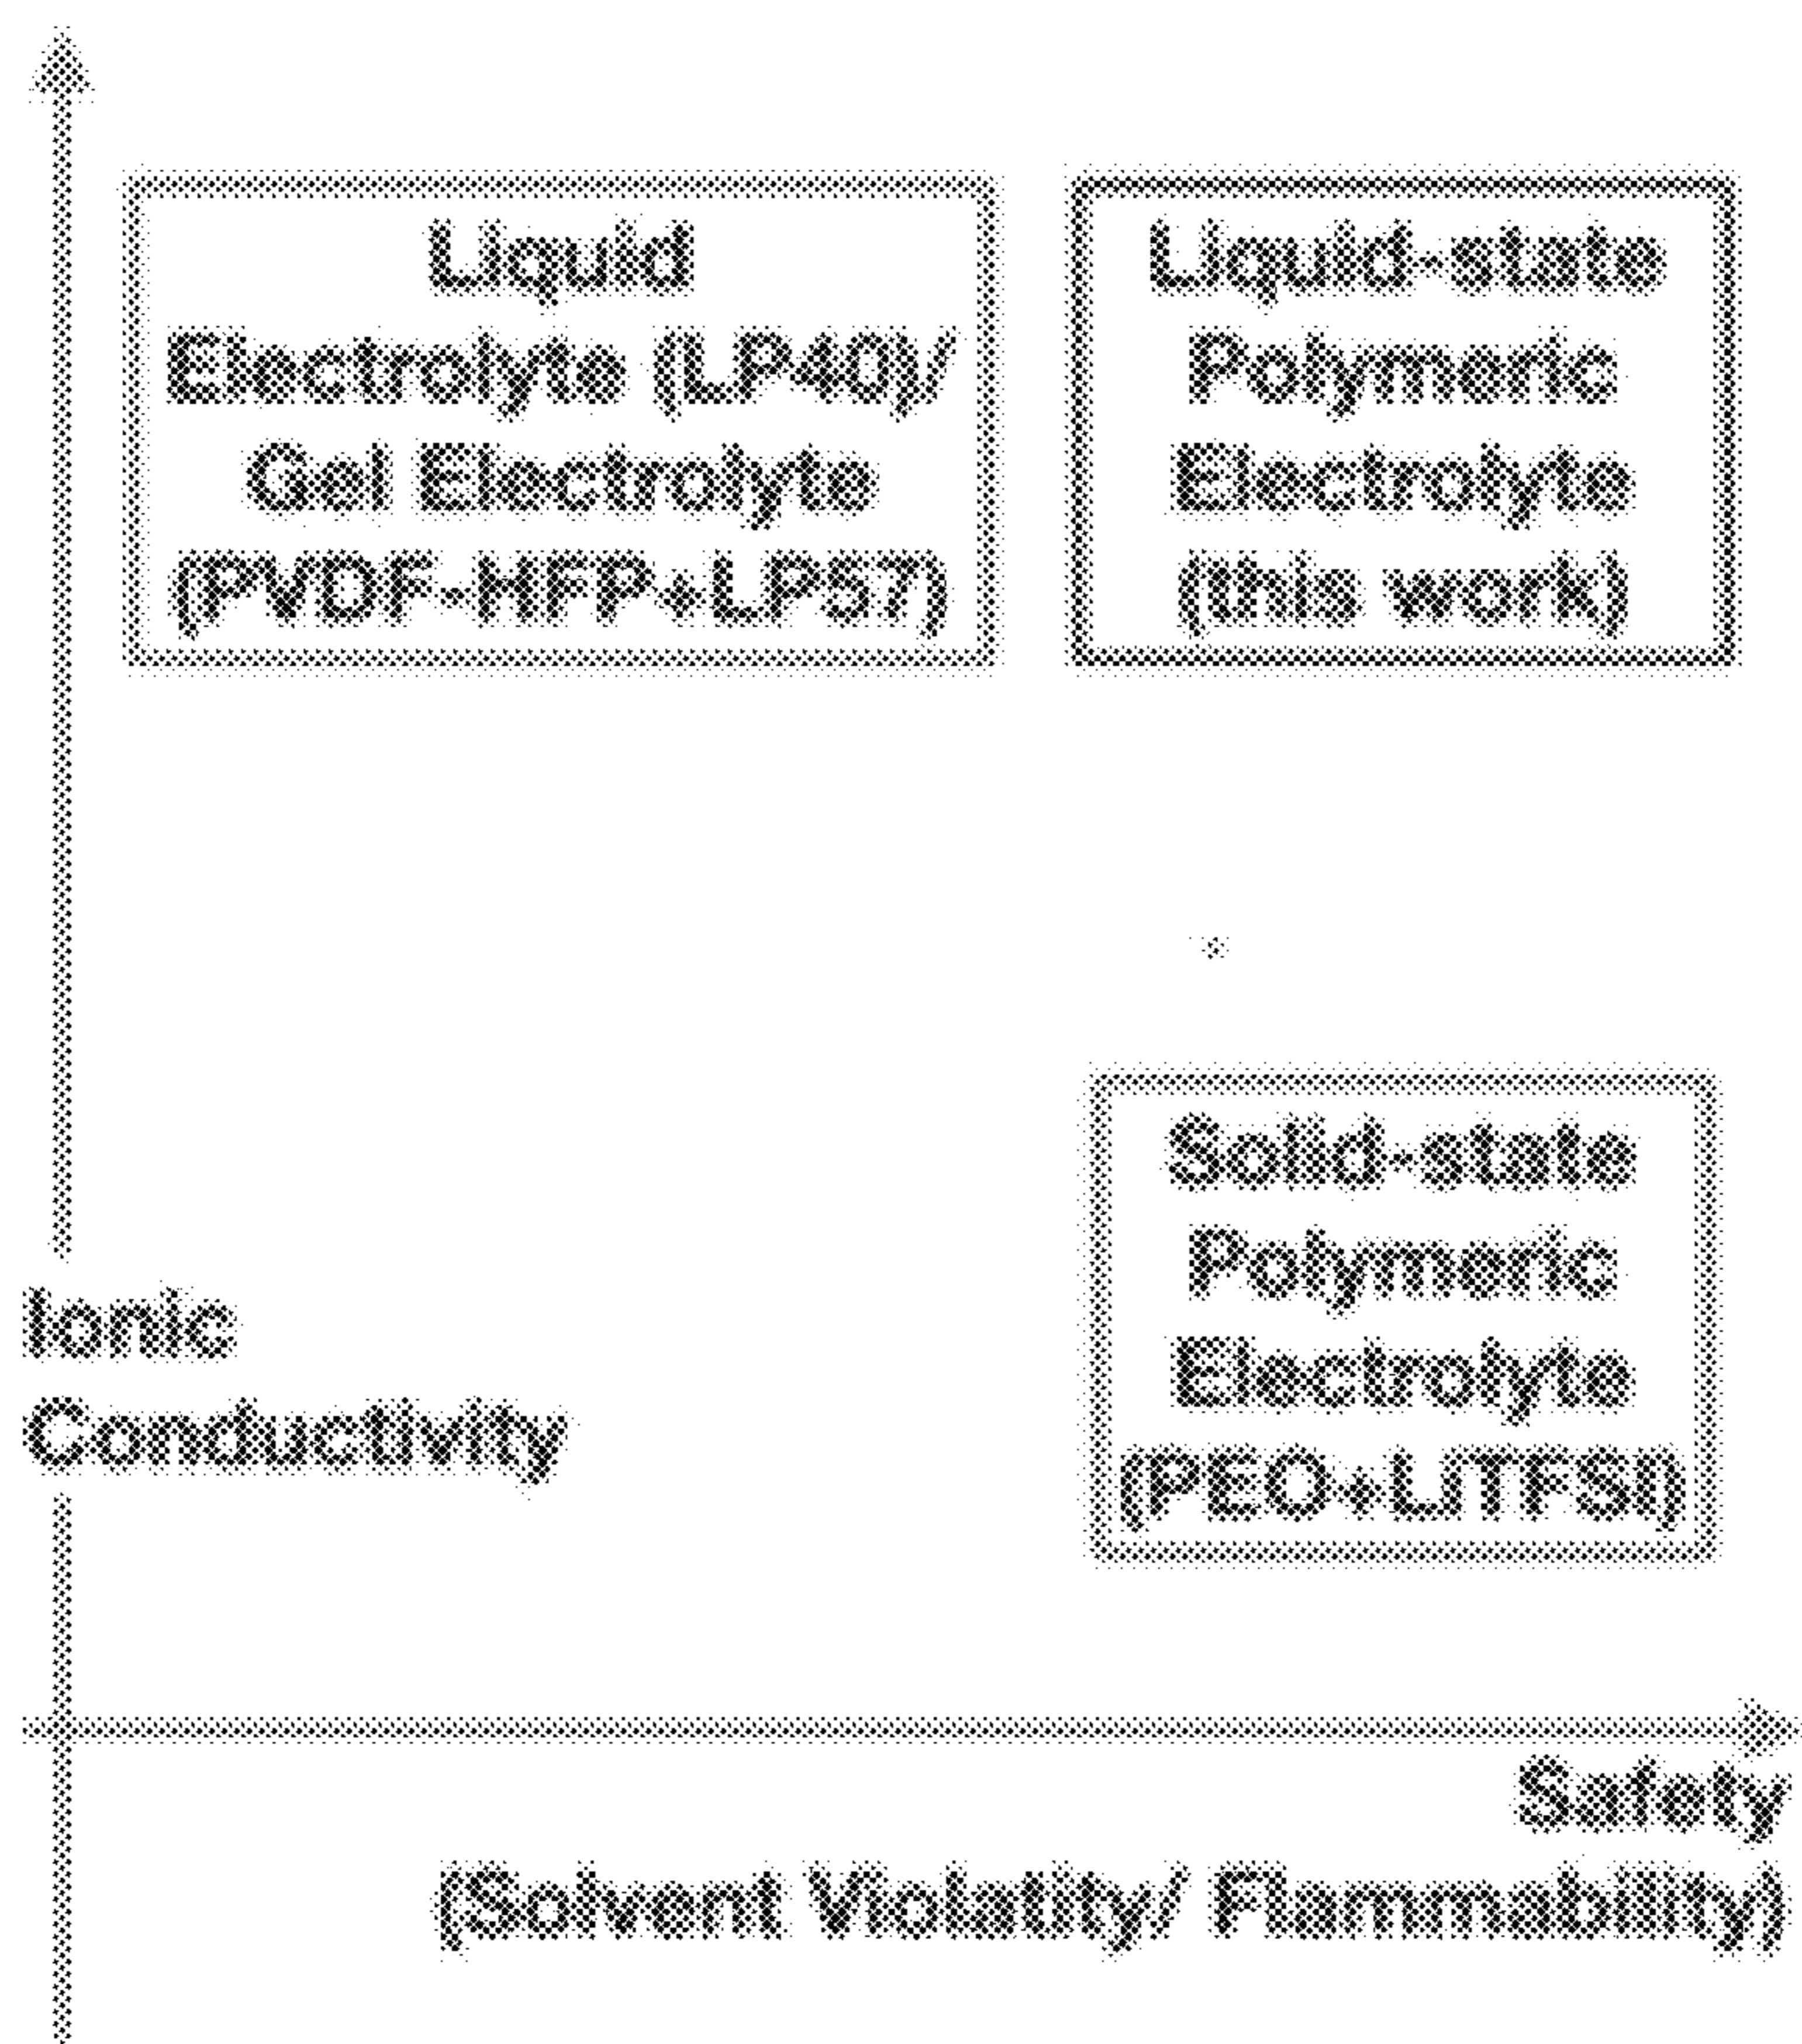 Liquid
Electrolyte (LP40)/
Gel Electrolyte
(PVDF-HFP+LP57)
Liquid-state
Polymeric
Electrolyte
(this work)
Solid-state
Polymeric
Electrolyte
(PEO+LiTFSI)
Ionic
Conductivity
Safety
(Solvent Violatity/ Flammability)